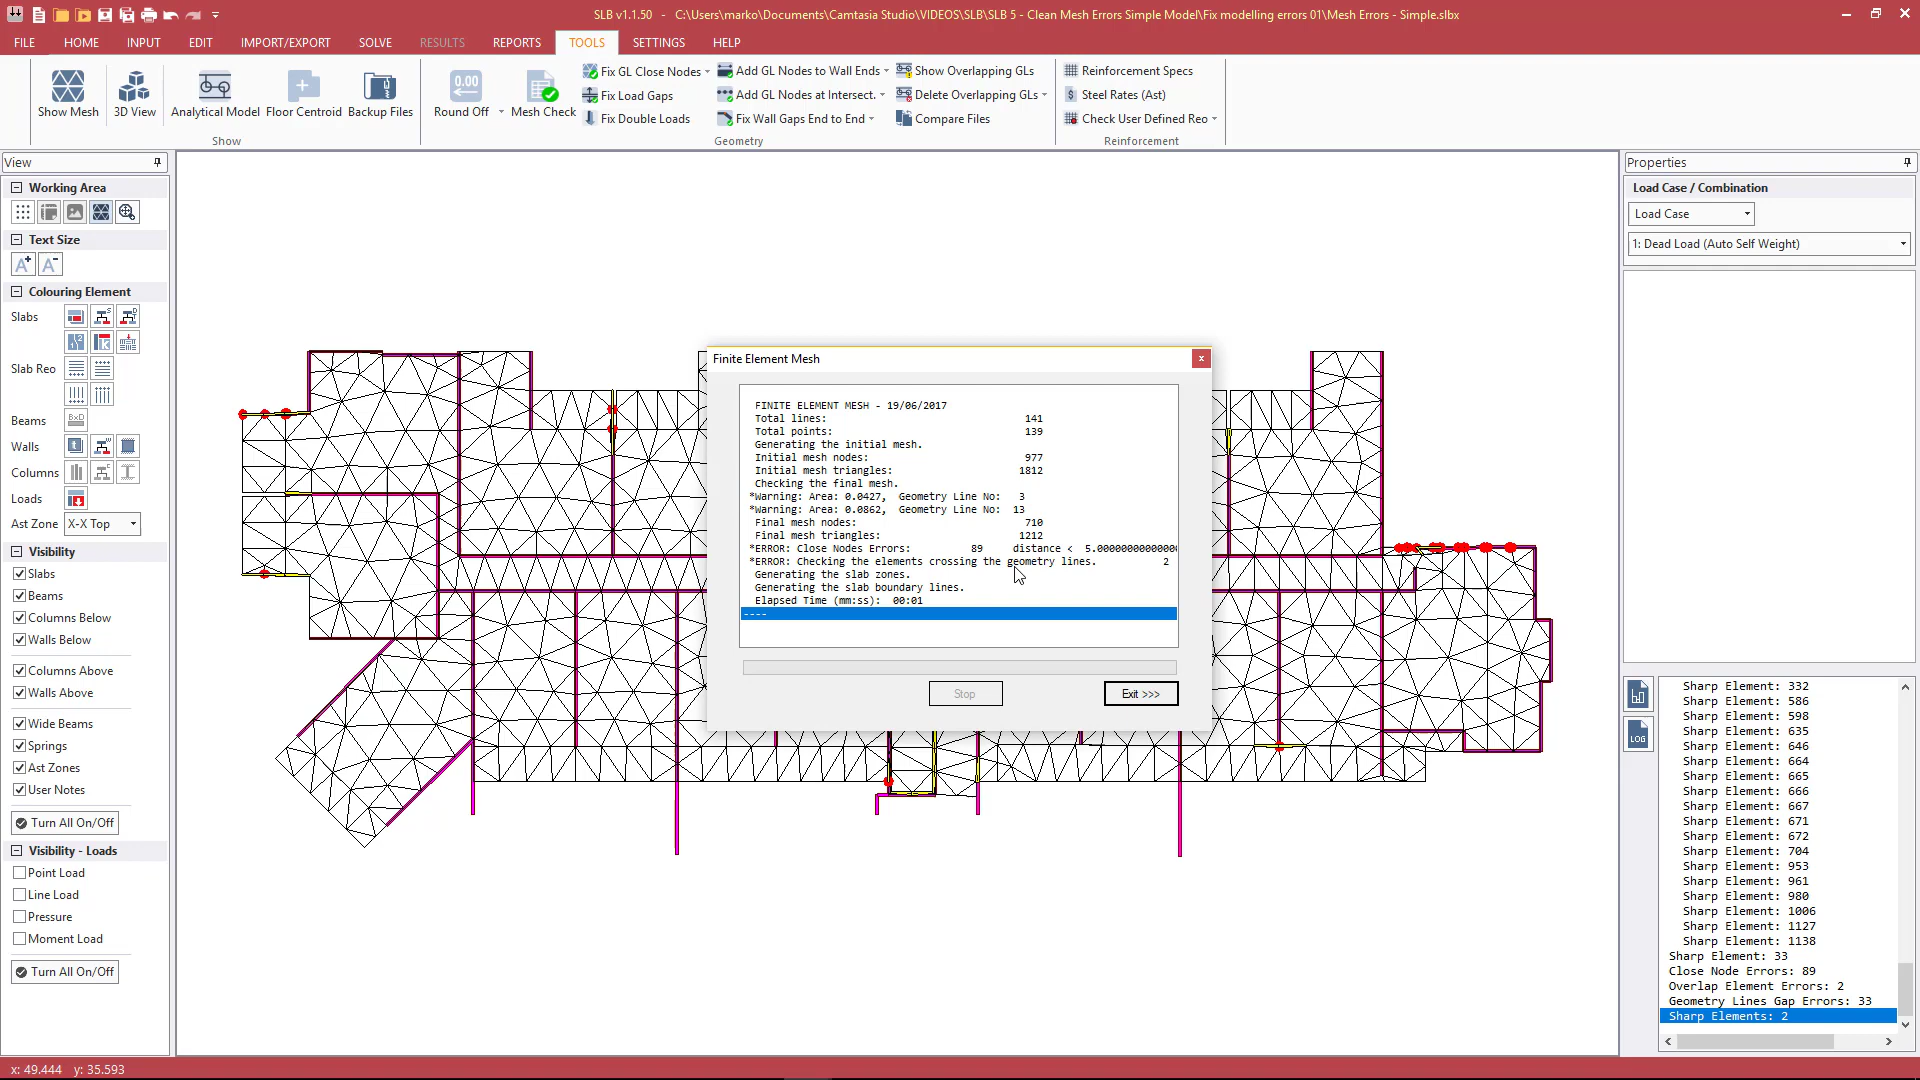 SLB v1.1.50 - C:\Users\marko\Documents\Camtasia Studio\VIDEOS\SLB\SLB 5 - Clean Mesh Errors Simple Model\Fix modelling errors 01\Mesh Errors - Simple.slbx
FILE HOME INPUT EDIT IMPORT/EXPORT SOLVE RESULTS REPORTS TOOLS SETTINGS HELP
Show Mesh
3D View
Analytical Model
Floor Centroid
Backup Files
Show
0.00
Round Off
Mesh Check
Fix GL Close Nodes
Fix Load Gaps
Fix Double Loads
Add GL Nodes to Wall Ends
Add GL Nodes at Intersect.
Fix Wall Gaps End to End
Show Overlapping GLs
Delete Overlapping GLs
Compare Files
Geometry
Reinforcement Specs
Steel Rates (Ast)
Check User Defined Reo
Reinforcement
View
Working Area
Text Size
A+ A-
Colouring Element
Slabs
Slab Reo
Beams
BxD
Walls
Columns
Loads
Ast Zone X-X Top
Visibility
Slabs
Beams
Columns Below
Walls Below
Columns Above
Walls Above
Wide Beams
Springs
Ast Zones
User Notes
Turn All On/Off
Visibility - Loads
Point Load
Line Load
Pressure
Moment Load
Turn All On/Off
Finite Element Mesh
FINITE ELEMENT MESH - 19/06/2017
Total lines: 141
Total points: 139
Generating the initial mesh.
Initial mesh nodes: 977
Initial mesh triangles: 1812
Checking the final mesh.
*Warning: Area: 0.0427, Geometry Line No: 3
*Warning: Area: 0.0862, Geometry Line No: 13
Final mesh nodes: 710
Final mesh triangles: 1212
*ERROR: Close Nodes Errors: 89 distance < 5.0000000000000
*ERROR: Checking the elements crossing the geometry lines. 2
Generating the slab zones.
Generating the slab boundary lines.
Elapsed Time (mm:ss): 00:01
----
Stop
Exit >>>
Properties
Load Case / Combination
Load Case
1: Dead Load (Auto Self Weight)
LOG
Sharp Element: 332
Sharp Element: 586
Sharp Element: 598
Sharp Element: 635
Sharp Element: 646
Sharp Element: 664
Sharp Element: 665
Sharp Element: 666
Sharp Element: 667
Sharp Element: 671
Sharp Element: 672
Sharp Element: 704
Sharp Element: 953
Sharp Element: 961
Sharp Element: 980
Sharp Element: 1006
Sharp Element: 1127
Sharp Element: 1138
Sharp Element: 33
Close Node Errors: 89
Overlap Element Errors: 2
Geometry Lines Gap Errors: 33
Sharp Elements: 2
x: 49.444 y: 35.593